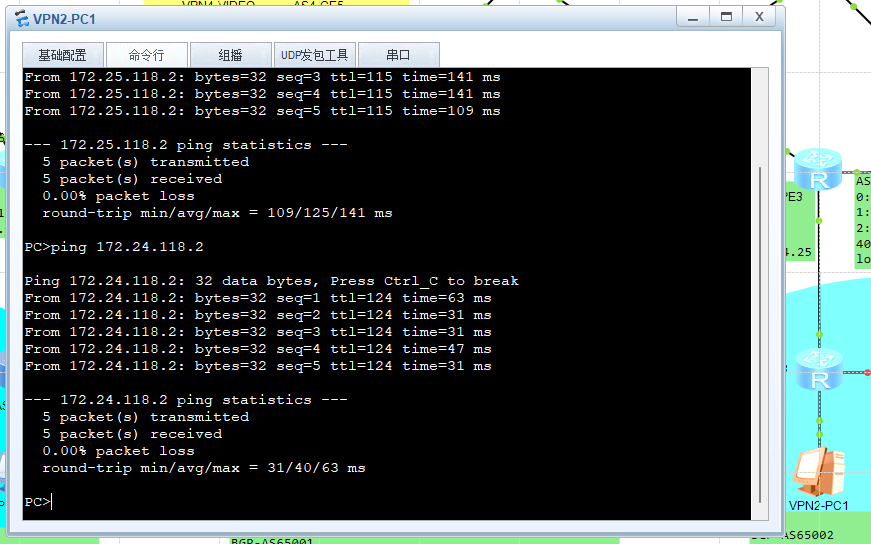 VPN4-VIDEO AS4-CE5
VPN2-PC1
基础配置 命令行 组播 UDP发包工具 串口
From 172.25.118.2: bytes=32 seq=3 ttl=115 time=141 ms
From 172.25.118.2: bytes=32 seq=4 ttl=115 time=141 ms
From 172.25.118.2: bytes=32 seq=5 ttl=115 time=109 ms
--- 172.25.118.2 ping statistics ---
5 packet(s) transmitted
5 packet(s) received
0.00% packet loss
round-trip min/avg/max = 109/125/141 ms
PC>ping 172.24.118.2
Ping 172.24.118.2: 32 data bytes, Press Ctrl_C to break
From 172.24.118.2: bytes=32 seq=1 ttl=124 time=63 ms
From 172.24.118.2: bytes=32 seq=2 ttl=124 time=31 ms
From 172.24.118.2: bytes=32 seq=3 ttl=124 time=31 ms
From 172.24.118.2: bytes=32 seq=4 ttl=124 time=47 ms
From 172.24.118.2: bytes=32 seq=5 ttl=124 time=31 ms
--- 172.24.118.2 ping statistics ---
5 packet(s) transmitted
5 packet(s) received
0.00% packet loss
round-trip min/avg/max = 31/40/63 ms
PC>
R
PE3
4.25
AS
0:
1:
2:
40
lo
R
VPN2-PC1
BGP-AS65001
BGP-AS65002